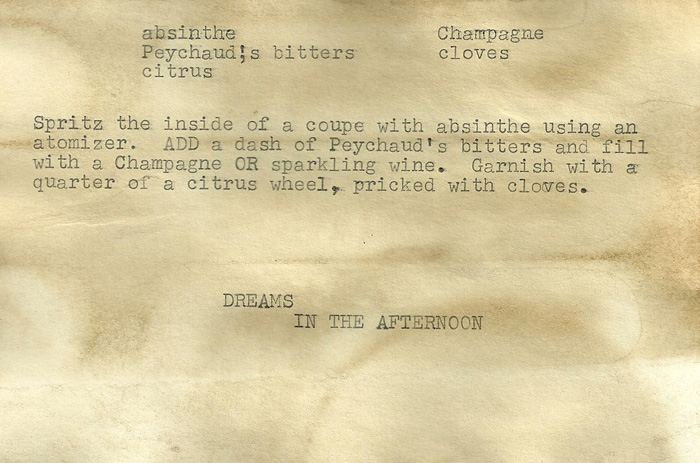 absinthe Champagne
Peychaud;s bitters cloves
citrus
Spritz the inside of a coupe with absinthe using an
atomizer. ADD a dash of Peychaud's bitters and fill
with a Champagne OR sparkling wine. Garnish with a
quarter of a citrus wheel, pricked with cloves.
DREAMS
IN THE AFTERNOON